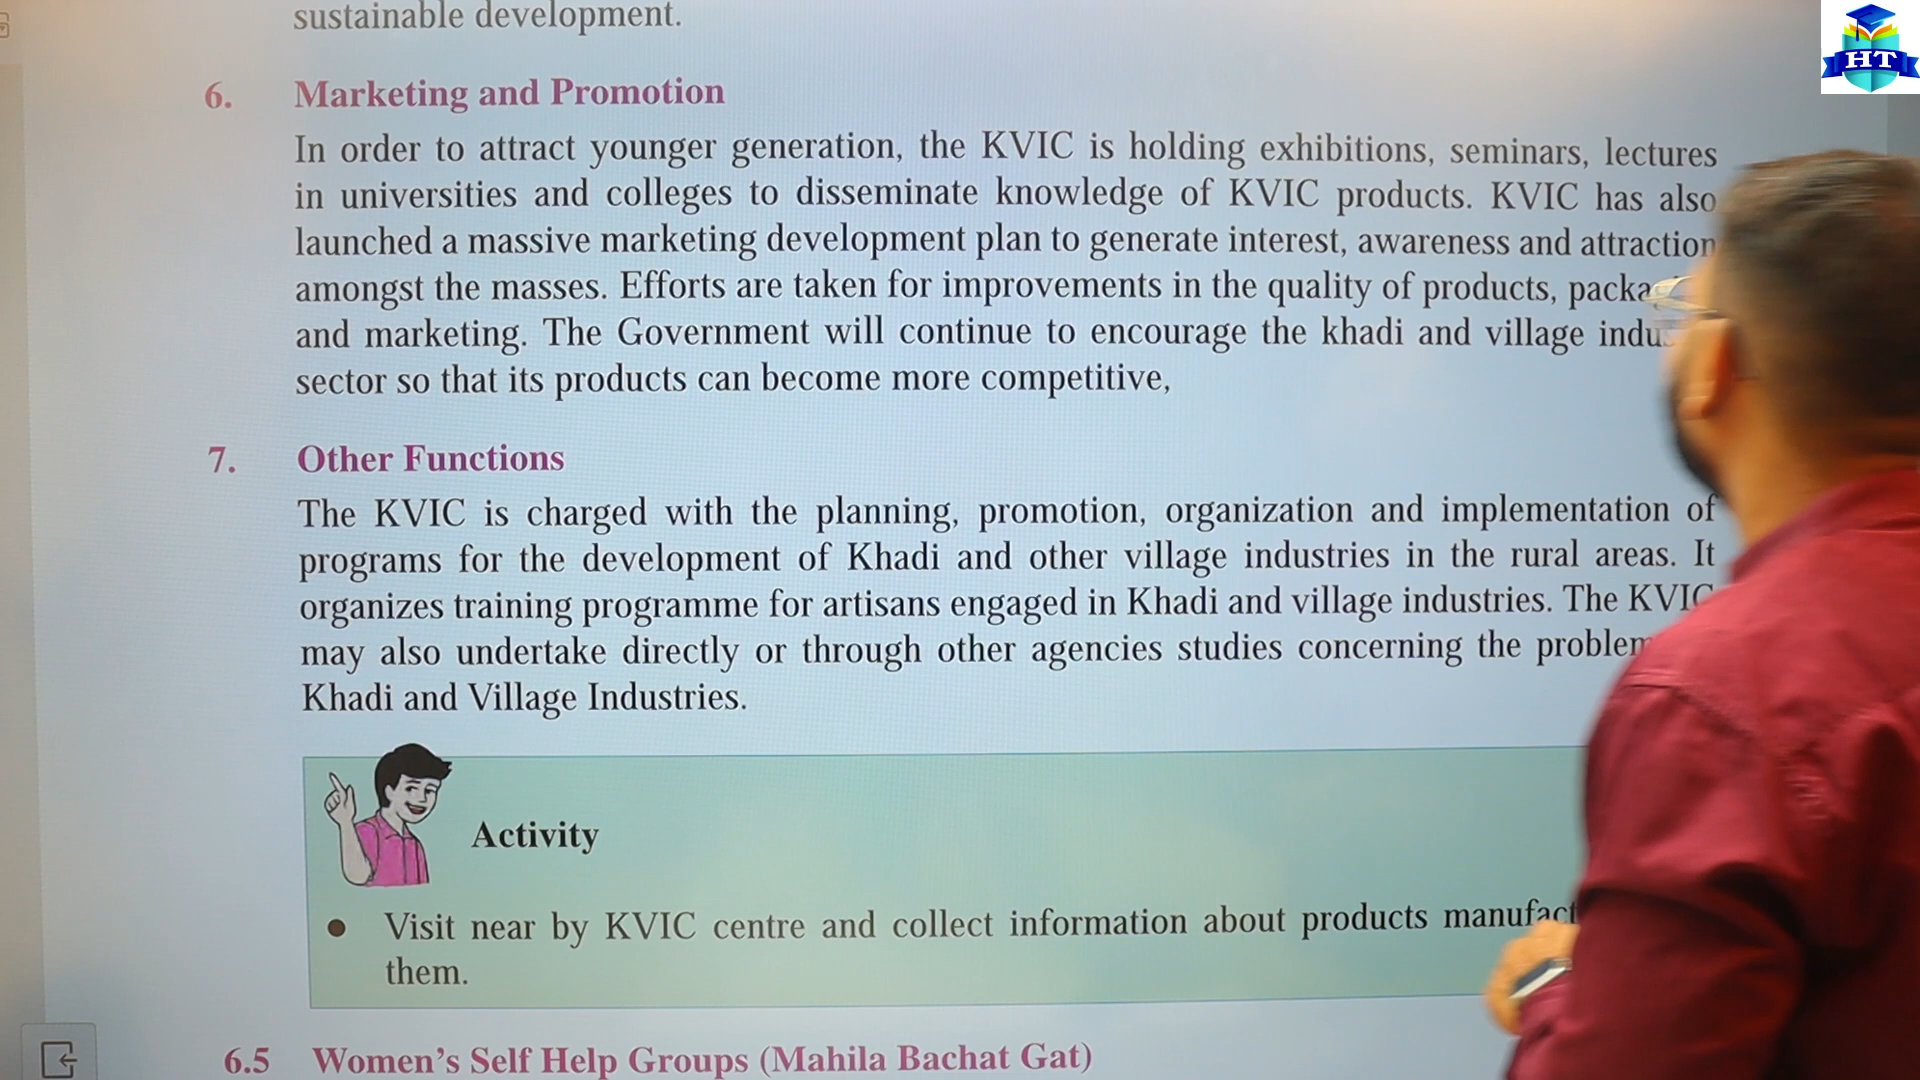 sustainable development.
6. Marketing and Promotion
In order to attract younger generation, the KVIC is holding exhibitions, seminars, lectures
in universities and colleges to disseminate knowledge of KVIC products. KVIC has also
launched a massive marketing development plan to generate interest, awareness and attraction
amongst the masses. Efforts are taken for improvements in the quality of products,
and marketing. The Government will continue to encourage the khadi and village
sector so that its products can become more competitive,
7. Other Functions
The KVIC is charged with the planning, promotion, organization and implementation of
programs for the development of Khadi and other village industries in the rural areas. It
organizes training programme for artisans engaged in Khadi and village industries. The KVIC
may also undertake directly or through other agencies studies concerning the
Khadi and Village Industries.
Activity
● Visit near by KVIC centre and collect information about products
them.
6.5 Women's Self Help Groups (Mahila Bachat Gat)
HT